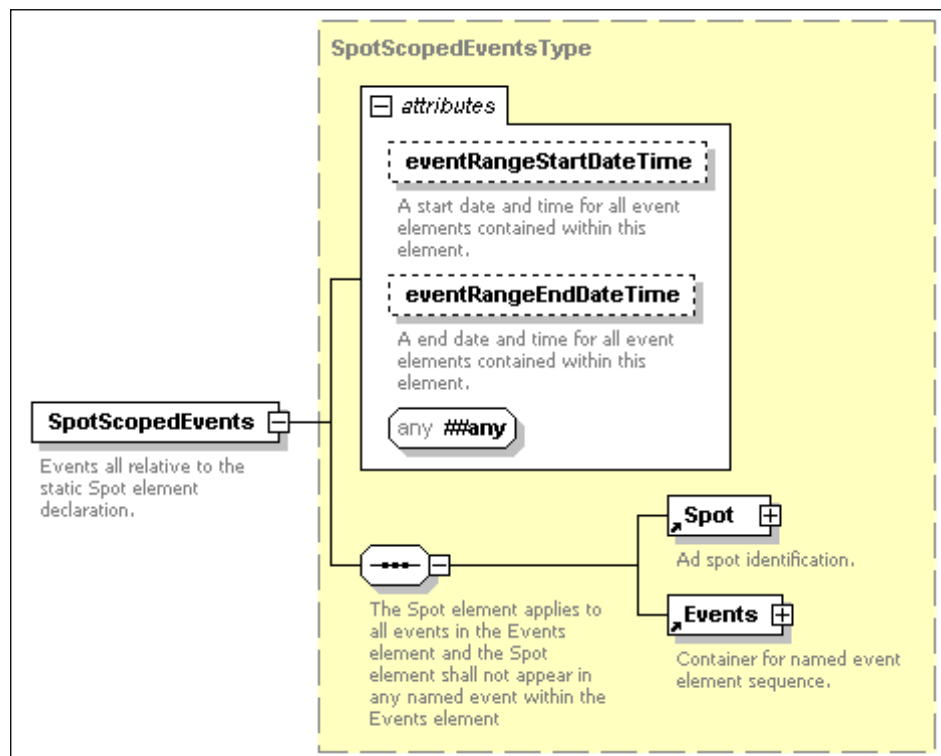 SpotScopedEventsType
attributes
eventRangeStartDateTime
A start date and time for all event
elements contained within this
element.
eventRangeEndDateTime
A end date and time for all event
elements contained within this
element.
any ##any
SpotScopedEvents
Events all relative to the
static Spot element
declaration.
Spot
Ad spot identification.
The Spot element applies to
all events in the Events
element and the Spot
element shall not appear in
any named event within the
Events element
Events
Container for named event
element sequence.